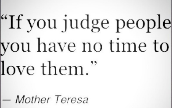 “If you judge people
you have no time to
love them.”
— Mother Teresa